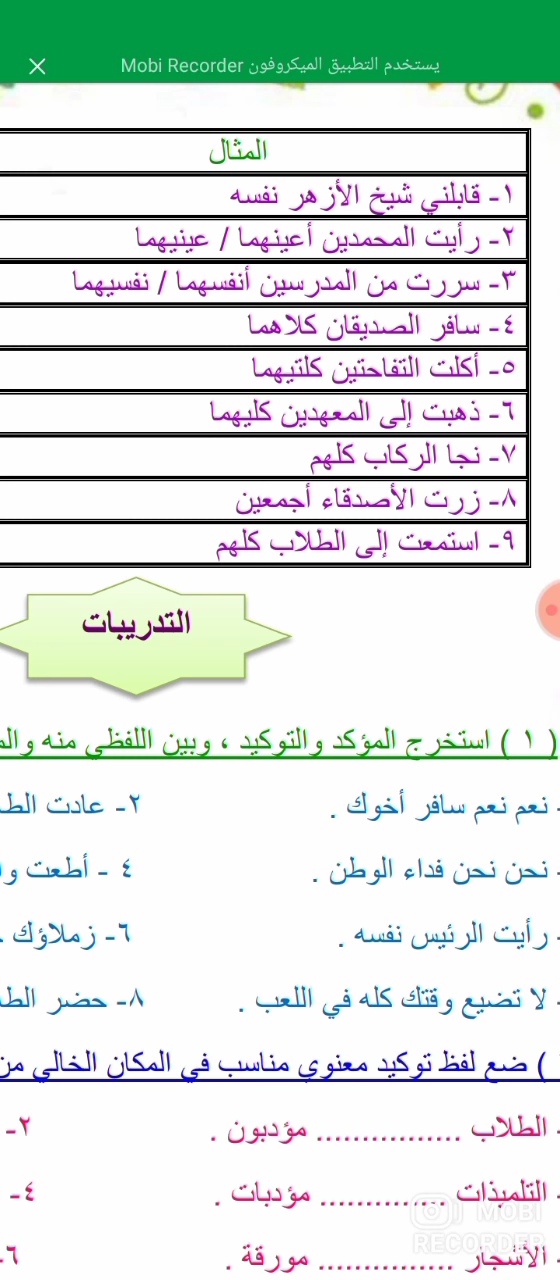 يستخدم التطبيق الميكروفون Mobi Recorder
المثال
١- قابلني شيخ الأزهر نفسه
٢- رأيت المحمدين أعينهما / عينيهما
٣- سررت من المدرسين أنفسهما / نفسيهما
٤- سافر الصديقان كلاهما
٥- أكلت التفاحتين كلتيهما
٦- ذهبت إلى المعهدين كليهما
٧- نجا الركاب كلهم
٨- زرت الأصدقاء أجمعين
٩- استمعت إلى الطلاب كلهم
التدريبات
( ١ ) استخرج المؤكد والتوكيد ، وبين اللفظي منه
نعم نعم سافر أخوك . ٢- عادت
نحن نحن فداء الوطن . ٤ - أطعت
رأيت الرئيس نفسه . ٦- زملاؤك
لا تضيع وقتك كله في اللعب . ٨- حضر
) ضع لفظ توكيد معنوي مناسب في المكان الخالي
الطلاب ................ مؤدبون . ٢-
التلميذات .............. مؤدبات . ٤-
الأشجار ............... مورقة . ٦-
MOBI
RECORDER